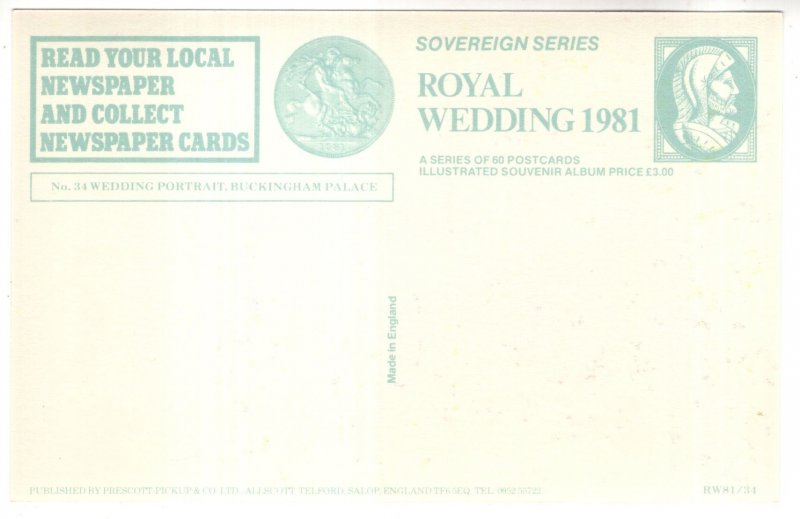 READ YOUR LOCAL
NEWSPAPER
AND COLLECT
NEWSPAPER CARDS
1981
No. 34 WEDDING PORTRAIT, BUCKINGHAM PALACE
SOVEREIGN SERIES
ROYAL
WEDDING 1981
A SERIES OF 60 POSTCARDS
ILLUSTRATED SOUVENIR ALBUM PRICE £3.00
Made in England
PUBLISHED BY PRESCOTT-PICKUP & CO. LTD., ALLSCOTT, TELFORD, SALOP, ENGLAND TF6 5EQ. TEL. 0952 55722
RW81/34